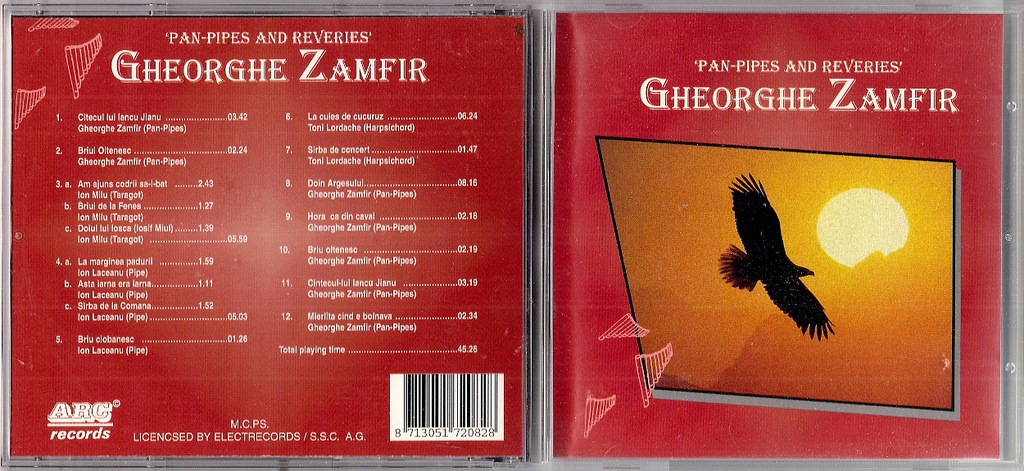 'PAN-PIPES AND REVERIES'
GHEORGHE ZAMFIR
1. Citecul lui Iancu Jianu .......................03.42
Gheorghe Zamfir (Pan-Pipes)
2. Briul Oltenesc ..................................02.24
Gheorghe Zamfir (Pan-Pipes)
3. a. Am ajuns codrii sa-i-bat ........2.43
Ion Milu (Taragot)
b. Briul de la Fenes ...................1.27
Ion Milu (Taragot)
c. Doiul lui Iosca (Iosif Miul) ........1.39
Ion Milu (Taragot) ...........................05.59
4. a. La marginea padurii ..............1.59
Ion Laceanu (Pipe)
b. Asta iarna era iarna................1.11
Ion Laceanu (Pipe)
c. Sirba de la Comana...............1.52
Ion Laceanu (Pipe)...........................05.03
5. Briu ciobanesc ................................01.26
Ion Laceanu (Pipe)
6. La cules de cucuruz .........................06.24
Toni Lordache (Harpsichord)
7. Sirba de concert................................01.47
Toni Lordache (Harpsichord)
8. Doin Argesului..................................08.16
Gheorghe Zamfir (Pan-Pipes)
9. Hora ca din caval ............................02.18
Gheorghe Zamfir (Pan-Pipes)
10. Briu oltenesc ..................................02.19
Gheorghe Zamfir (Pan-Pipes)
11. Cintecul-lui Iancu Jianu ....................03.19
Gheorghe Zamfir (Pan-Pipes)
12. Mierlita cind e bolnava ......................02.34
Gheorghe Zamfir (Pan-Pipes)
Total playing time ......................................45.26
ARC©
records
M.C.P.S.
LICENCSED BY ELECTRECORDS / S.S.C. A.G.
8 713051 720828
'PAN-PIPES AND REVERIES'
GHEORGHE ZAMFIR